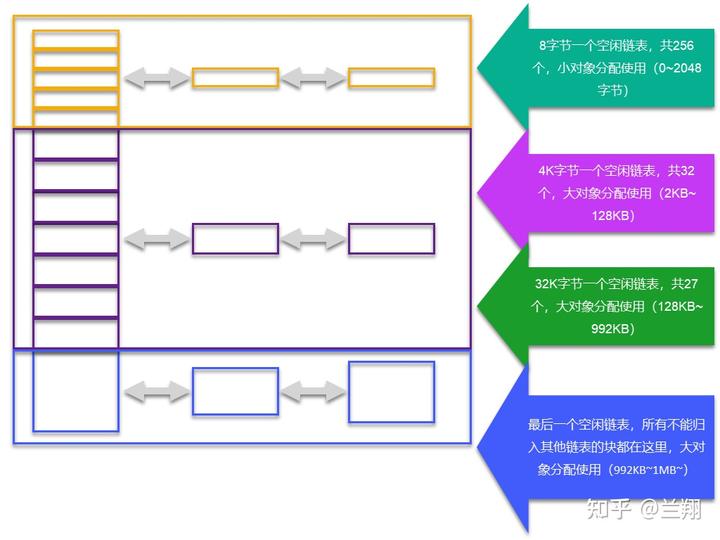 8字节一个空闲链表，共256
个，小对象分配使用（0~2048
字节）
4K字节一个空闲链表，共32
个，大对象分配使用（2KB~
128KB）
32K字节一个空闲链表，共27
个，大对象分配使用（128KB~
992KB）
最后一个空闲链表，所有不能归
入其他链表的块都在这里，大对
象分配使用（992KB~1MB~）
知乎 @兰翔